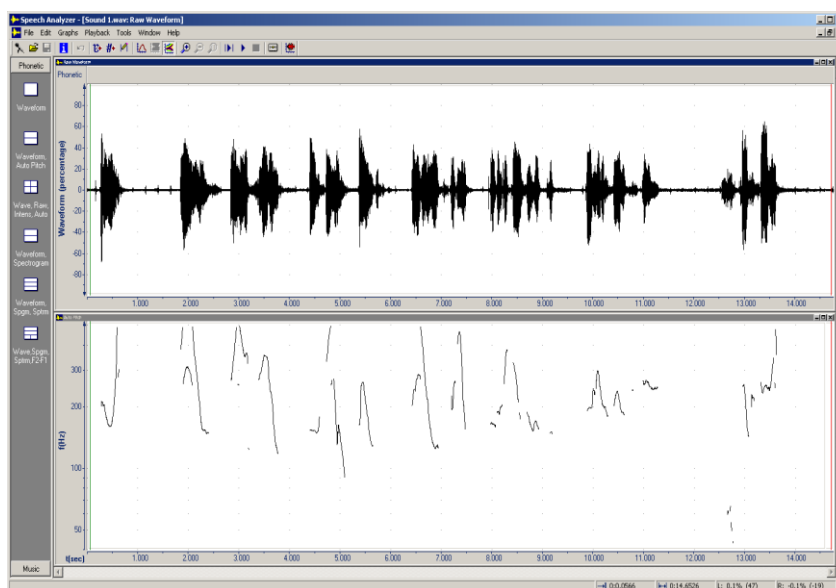 Speech Analyzer - [Sound 1.wav: Raw Waveform]
File Edit Graphs Playback Tools Window Help
Phonetic
Waveform
Waveform,
Auto Pitch
Wave, Raw,
Intens, Auto
Waveform,
Spectrogram
Waveform,
Spgm, Sptrm
Wave,Spgm,
Sptrm,F2-F1
Music
Raw Waveform
Phonetic
Waveform (percentage)
80
60
40
20
0
-20
-40
-60
-80
1.000 2.000 3.000 4.000 5.000 6.000 7.000 8.000 9.000 10.000 11.000 12.000 13.000 14.000
f(Hz)
300
200
100
50
t(sec) 1.000 2.000 3.000 4.000 5.000 6.000 7.000 8.000 9.000 10.000 11.000 12.000 13.000 14.000
0:0.0566 0:14.6526 L: 0.1% (47) R: -0.1% (-19)